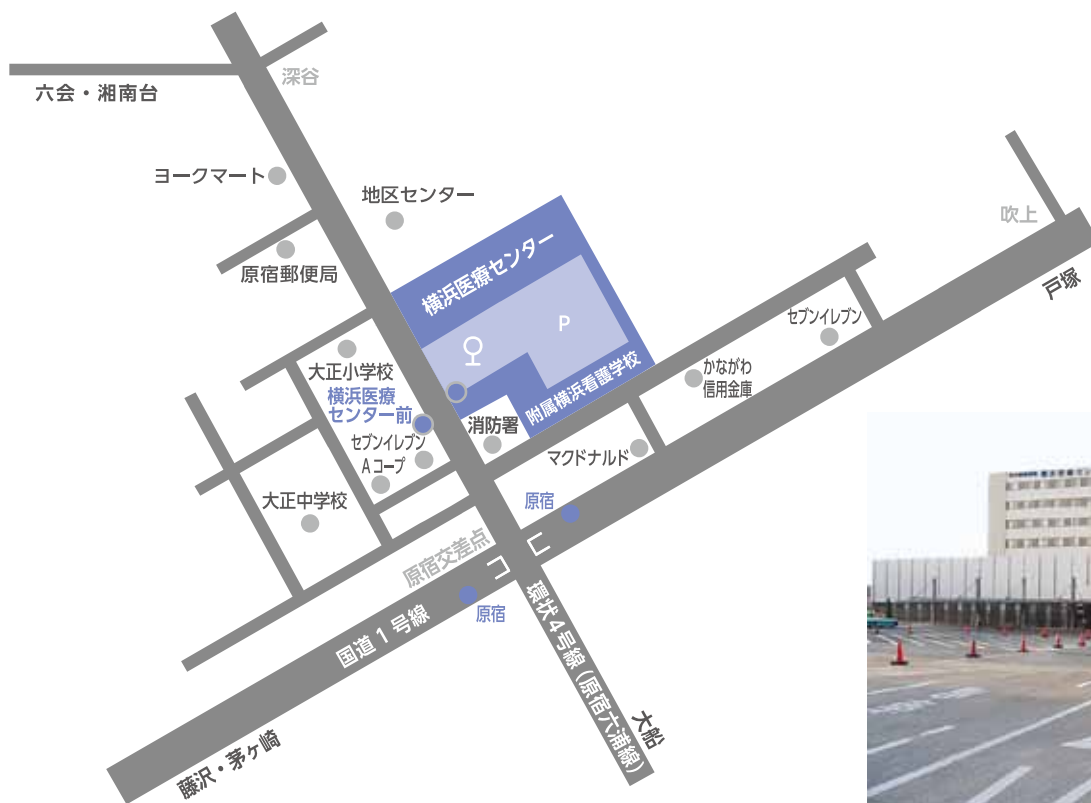 深谷
六会・湘南台
ヨークマート
地区センター
吹上
原宿郵便局
横浜医療センター
戸塚
P
セブンイレブン
大正小学校
かながわ
信用金庫
附属横浜看護学校
横浜医療
センター前
消防署
セブンイレブン
Aコープ
マクドナルド
大正中学校
原宿
原宿交差点
原宿
国道1号線
環状4号線(原宿六浦線)
大船
藤沢・茅ヶ崎